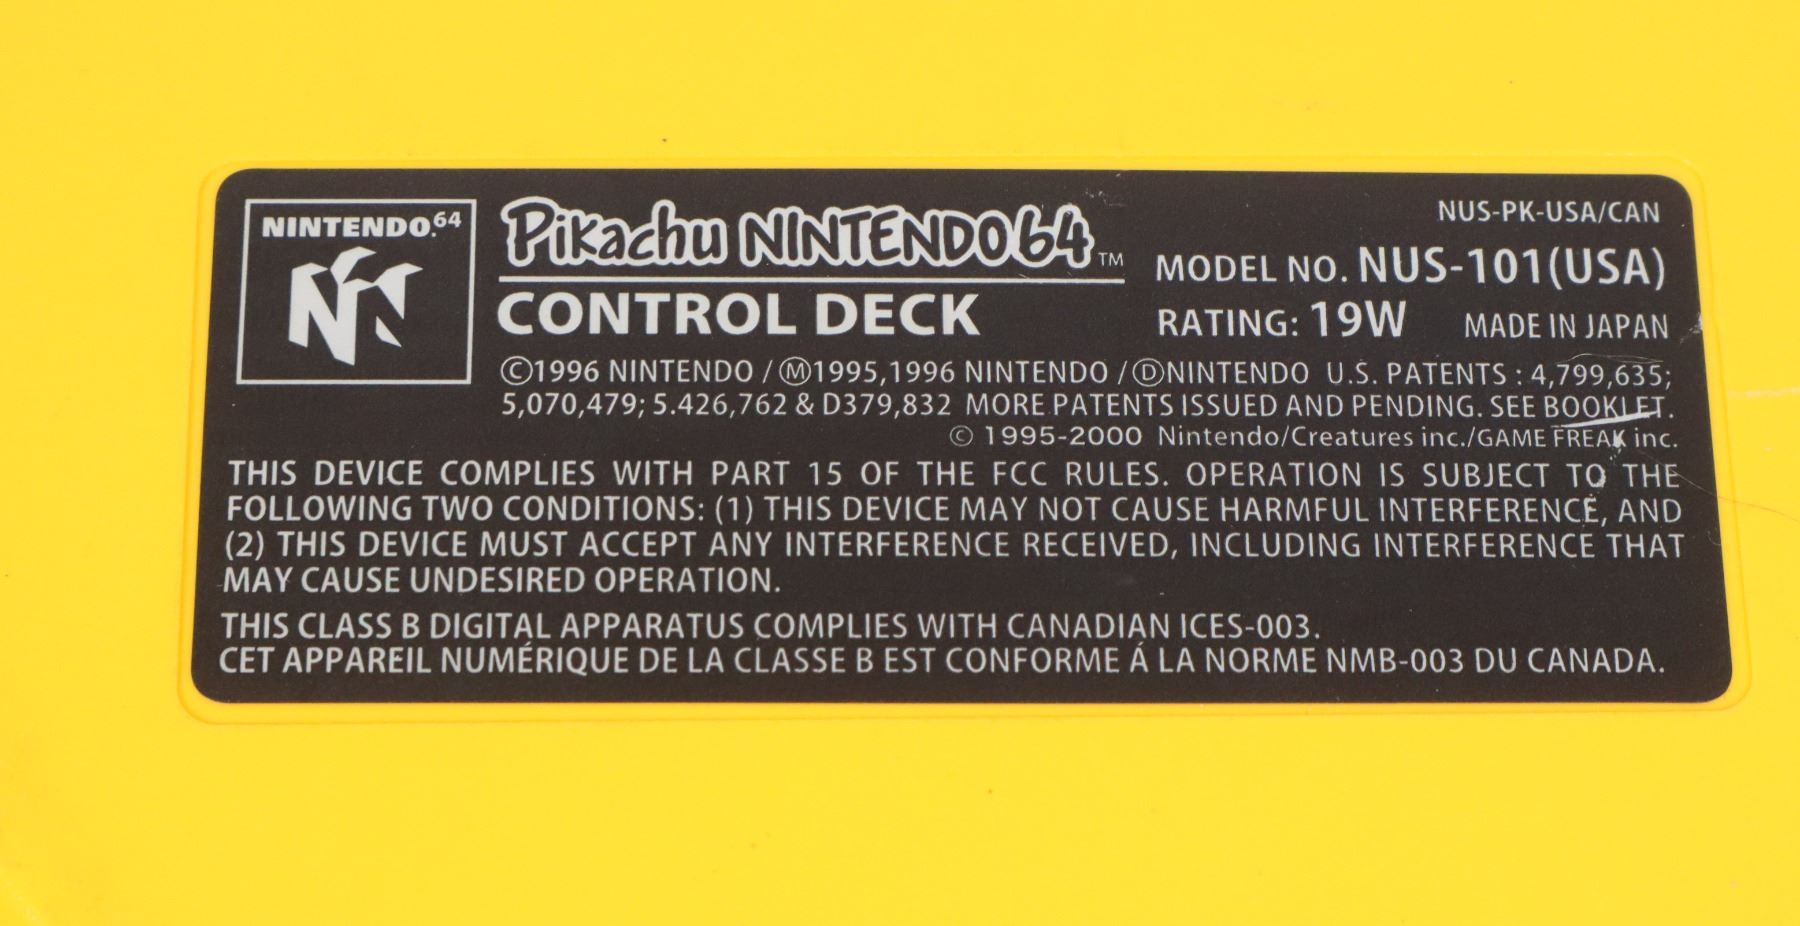 NINTENDO.64
Pikachu NINTENDO64™
CONTROL DECK
NUS-PK-USA/CAN
MODEL NO. NUS-101(USA)
RATING: 19W MADE IN JAPAN
Ⓒ1996 NINTENDO / Ⓜ1995,1996 NINTENDO / ⒹNINTENDO U.S. PATENTS : 4,799,635;
5,070,479; 5.426,762 & D379,832 MORE PATENTS ISSUED AND PENDING. SEE BOOKLET.
© 1995-2000 Nintendo/Creatures inc./GAME FREAK inc.
THIS DEVICE COMPLIES WITH PART 15 OF THE FCC RULES. OPERATION IS SUBJECT TO THE
FOLLOWING TWO CONDITIONS: (1) THIS DEVICE MAY NOT CAUSE HARMFUL INTERFERENCE, AND
(2) THIS DEVICE MUST ACCEPT ANY INTERFERENCE RECEIVED, INCLUDING INTERFERENCE THAT
MAY CAUSE UNDESIRED OPERATION.
THIS CLASS B DIGITAL APPARATUS COMPLIES WITH CANADIAN ICES-003.
CET APPAREIL NUMÉRIQUE DE LA CLASSE B EST CONFORME Á LA NORME NMB-003 DU CANADA.